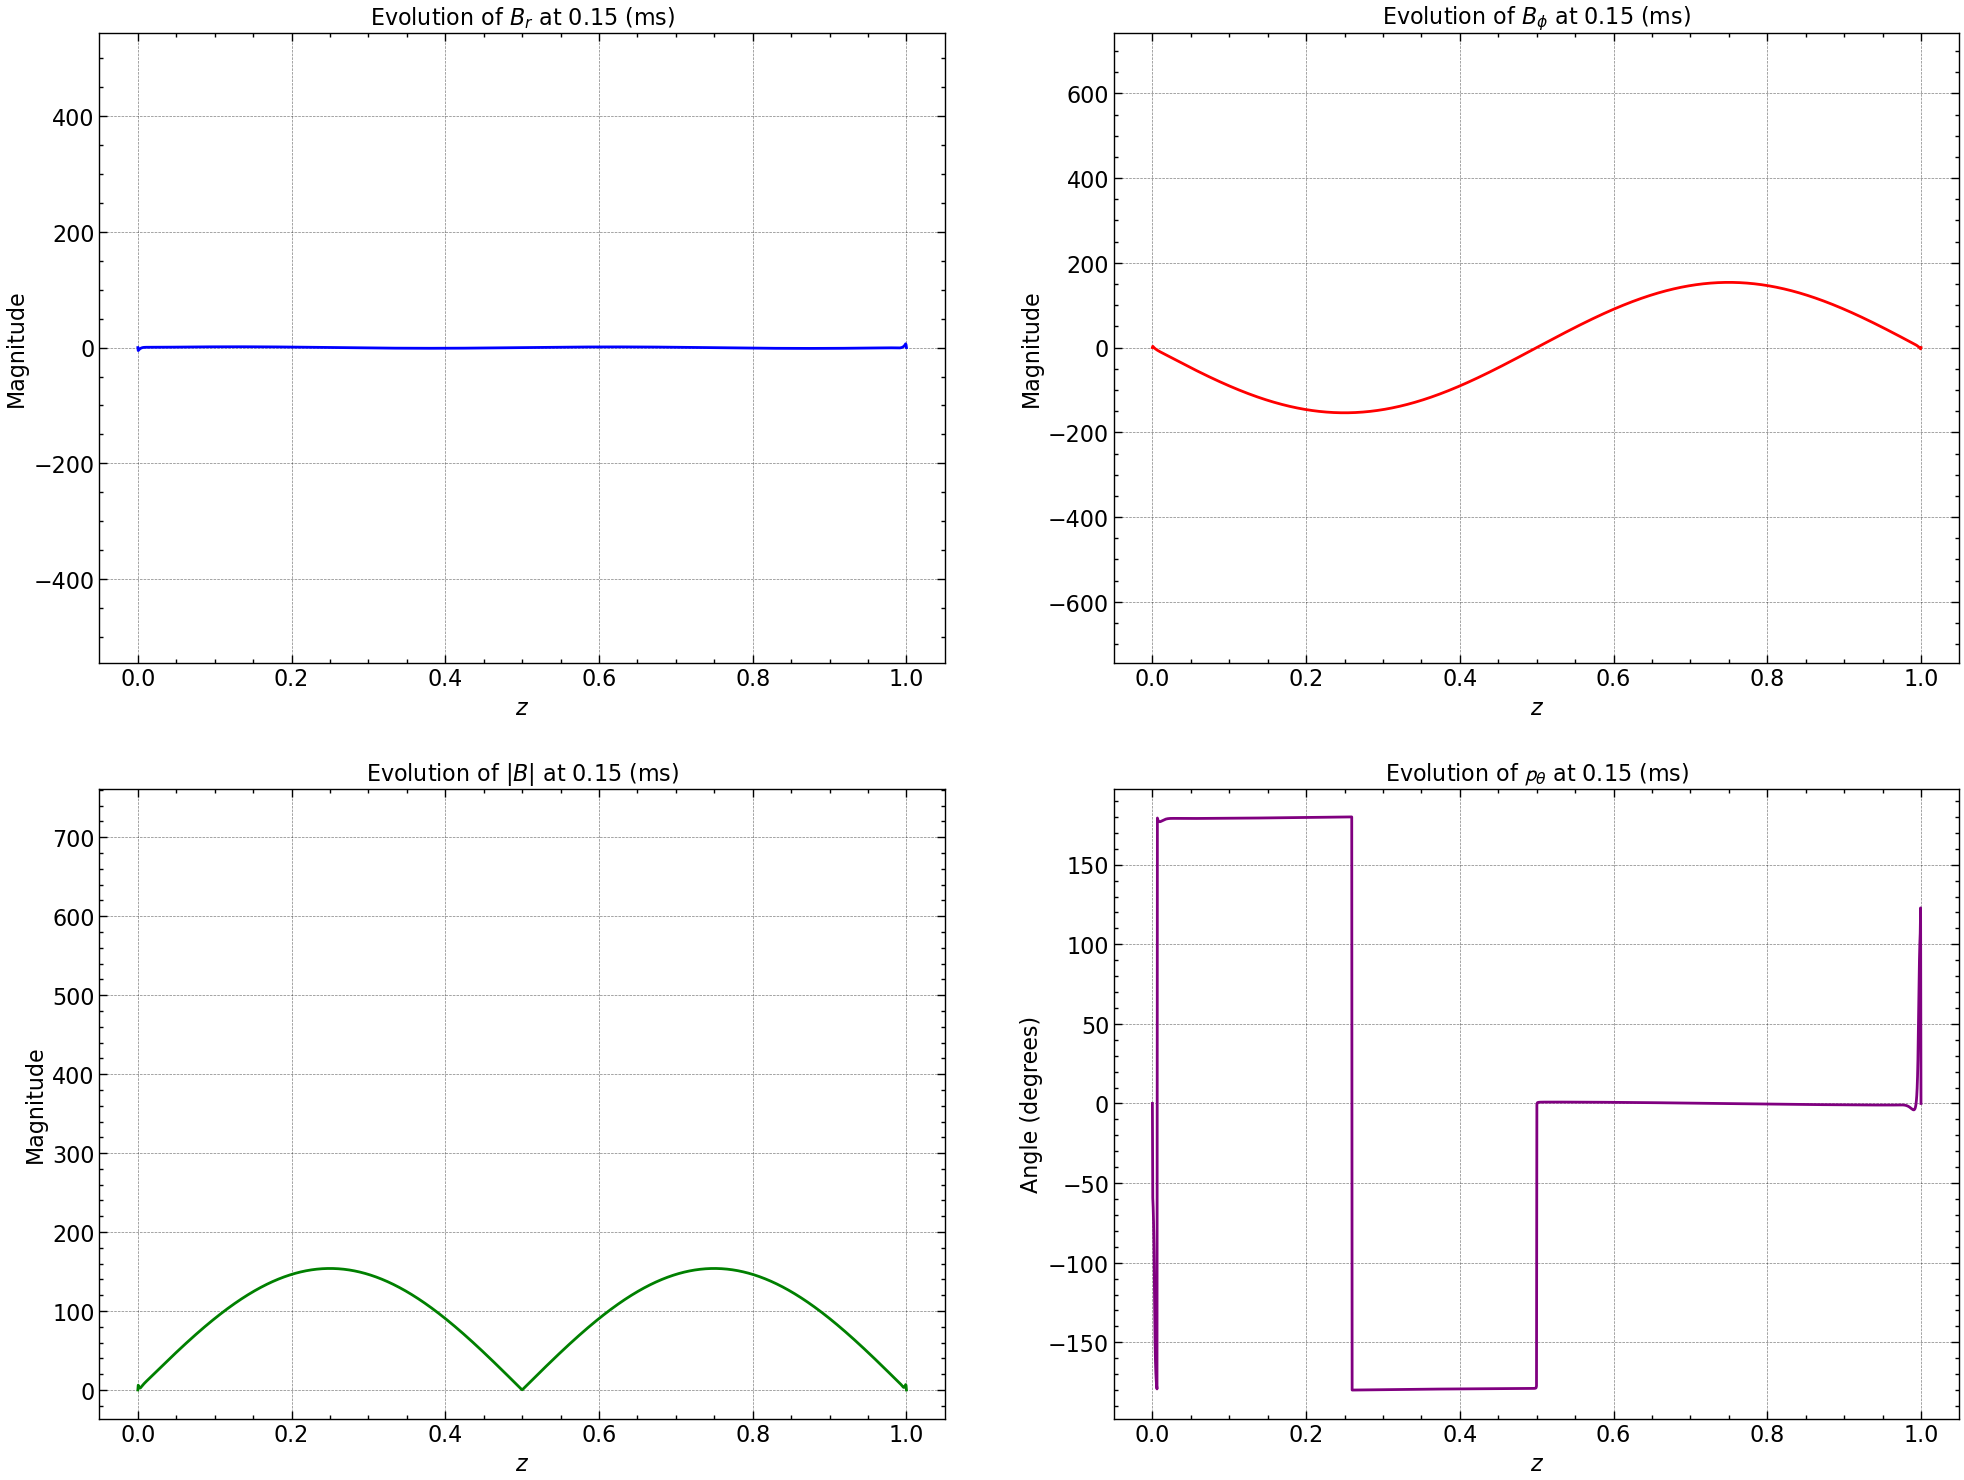 Evolution of B_r at 0.15 (ms)
Magnitude
400
200
0
−200
−400
0.0 0.2 0.4 0.6 0.8 1.0
z
Evolution of B_ϕ at 0.15 (ms)
Magnitude
600
400
200
0
−200
−400
−600
0.0 0.2 0.4 0.6 0.8 1.0
z
Evolution of |B| at 0.15 (ms)
Magnitude
700
600
500
400
300
200
100
0
0.0 0.2 0.4 0.6 0.8 1.0
z
Evolution of p_θ at 0.15 (ms)
Angle (degrees)
150
100
50
0
−50
−100
−150
0.0 0.2 0.4 0.6 0.8 1.0
z